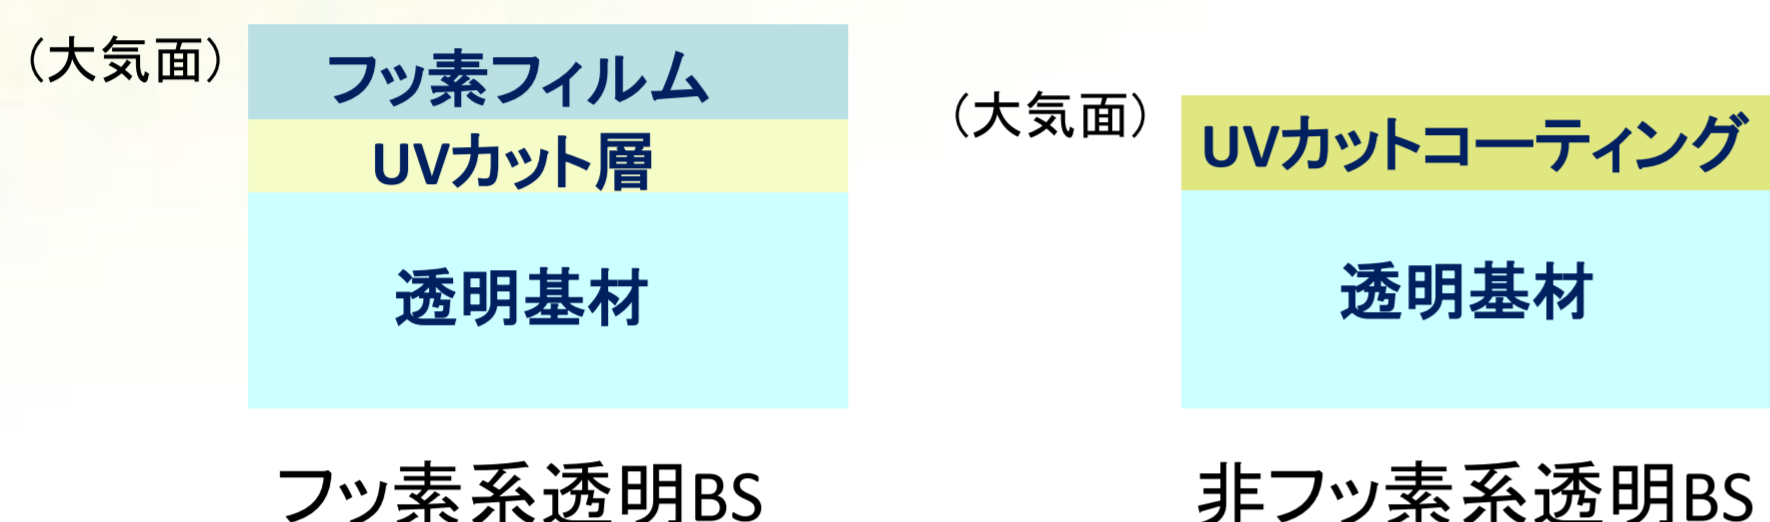 （大気面）
フッ素フィルム
UVカット層
透明基材
フッ素系透明BS
（大気面）
UVカットコーティング
透明基材
非フッ素系透明BS